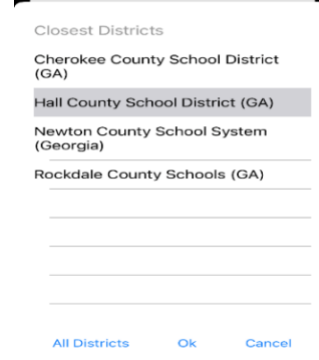 Closest Districts
Cherokee County School District
(GA)
Hall County School District (GA)
Newton County School System
(Georgia)
Rockdale County Schools (GA)
All Districts Ok Cancel